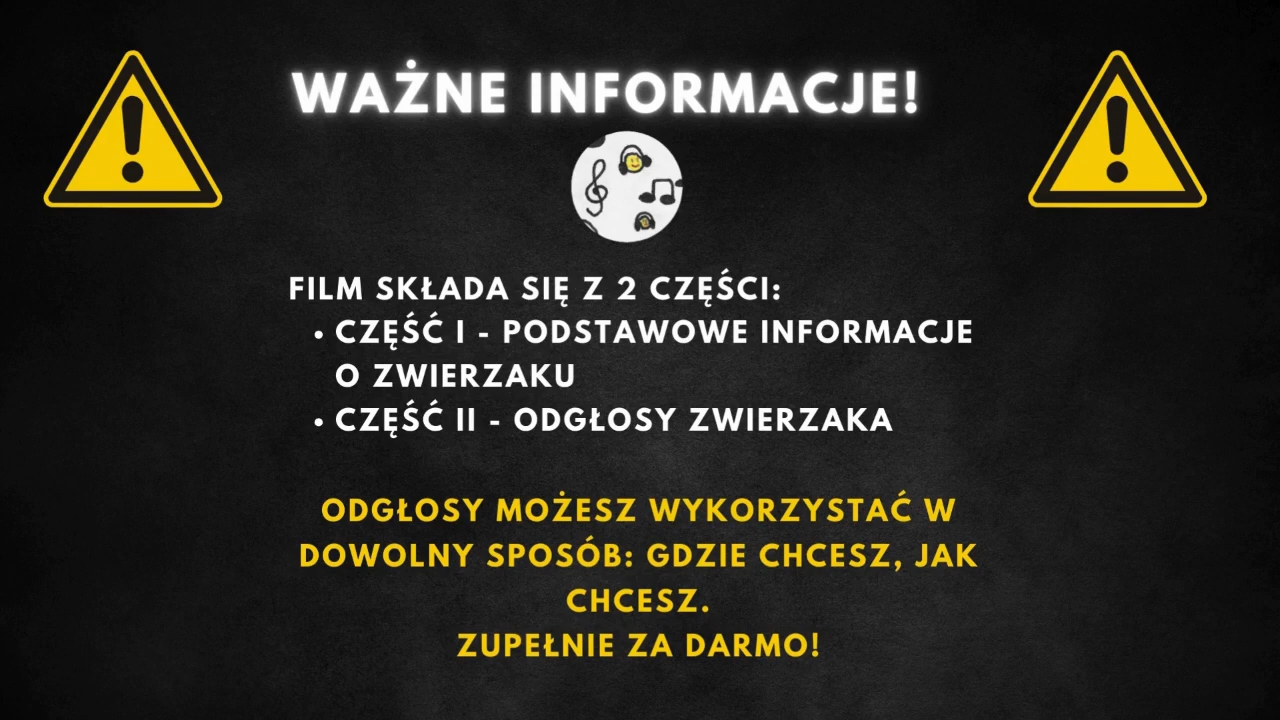 WAŻNE INFORMACJE!
FILM SKŁADA SIĘ Z 2 CZĘŚCI:
• CZĘŚĆ I - PODSTAWOWE INFORMACJE
O ZWIERZAKU
• CZĘŚĆ II - ODGŁOSY ZWIERZAKA
ODGŁOSY MOŻESZ WYKORZYSTAĆ W
DOWOLNY SPOSÓB: GDZIE CHCESZ, JAK
CHCESZ.
ZUPEŁNIE ZA DARMO!